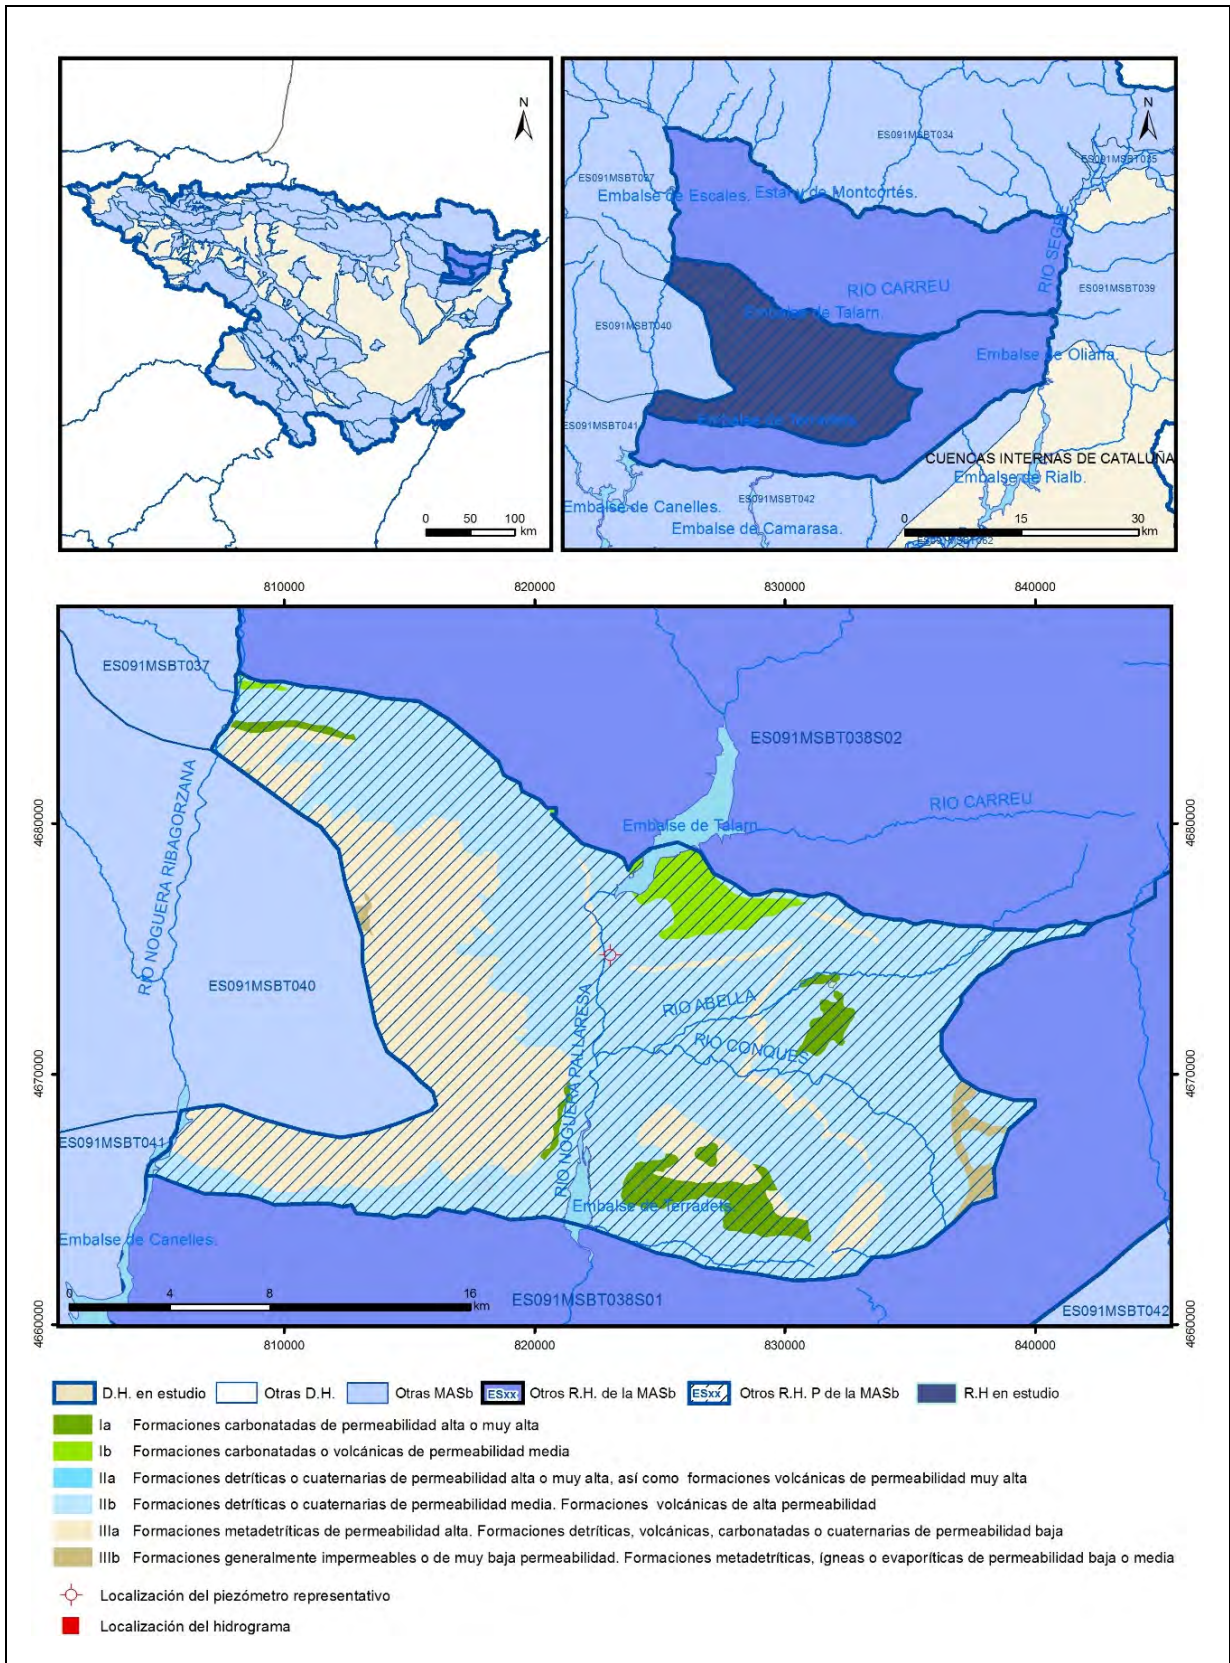 N
0 50 100
km
N
ES091MSBT034
ES091MSBT035
ES091MSBT037
Embalse de Escales.
Estany de Montcortés.
RIO SEGRE
RIO CARREU
ES091MSBT039
Embalse de Talarn.
ES091MSBT040
Embalse de Oliana.
Embalse de Terradets.
ES091MSBT041
CUENCAS INTERNAS DE CATALUÑA
Embalse de Rialb.
ES091MSBT042
Embalse de Canelles.
Embalse de Camarasa.
0 15 30
km
810000 820000 830000 840000
ES091MSBT037
ES091MSBT038S02
RIO CARREU
Embalse de Talarn.
4680000 4680000
RIO NOGUERA RIBAGORZANA
ES091MSBT040
RIO ABELLA
RIO CONQUES
RIO NOGUERA PALLARESA
4670000 4670000
ES091MSBT041
Embalse de Terradets.
Embalse de Canelles.
0 4 8 16
km
ES091MSBT038S01
ES091MSBT042
4660000 4660000
810000 820000 830000 840000
D.H. en estudio Otras D.H. Otras MASb ESxx Otros R.H. de la MASb ESxx Otros R.H. P de la MASb R.H en estudio
Ia Formaciones carbonatadas de permeabilidad alta o muy alta
Ib Formaciones carbonatadas o volcánicas de permeabilidad media
IIa Formaciones detríticas o cuaternarias de permeabilidad alta o muy alta, así como formaciones volcánicas de permeabilidad muy alta
IIb Formaciones detríticas o cuaternarias de permeabilidad media. Formaciones volcánicas de alta permeabilidad
IIIa Formaciones metadetríticas de permeabilidad alta. Formaciones detríticas, volcánicas, carbonatadas o cuaternarias de permeabilidad baja
IIIb Formaciones generalmente impermeables o de muy baja permeabilidad. Formaciones metadetríticas, ígneas o evaporíticas de permeabilidad baja o media
Localización del piezómetro representativo
Localización del hidrograma